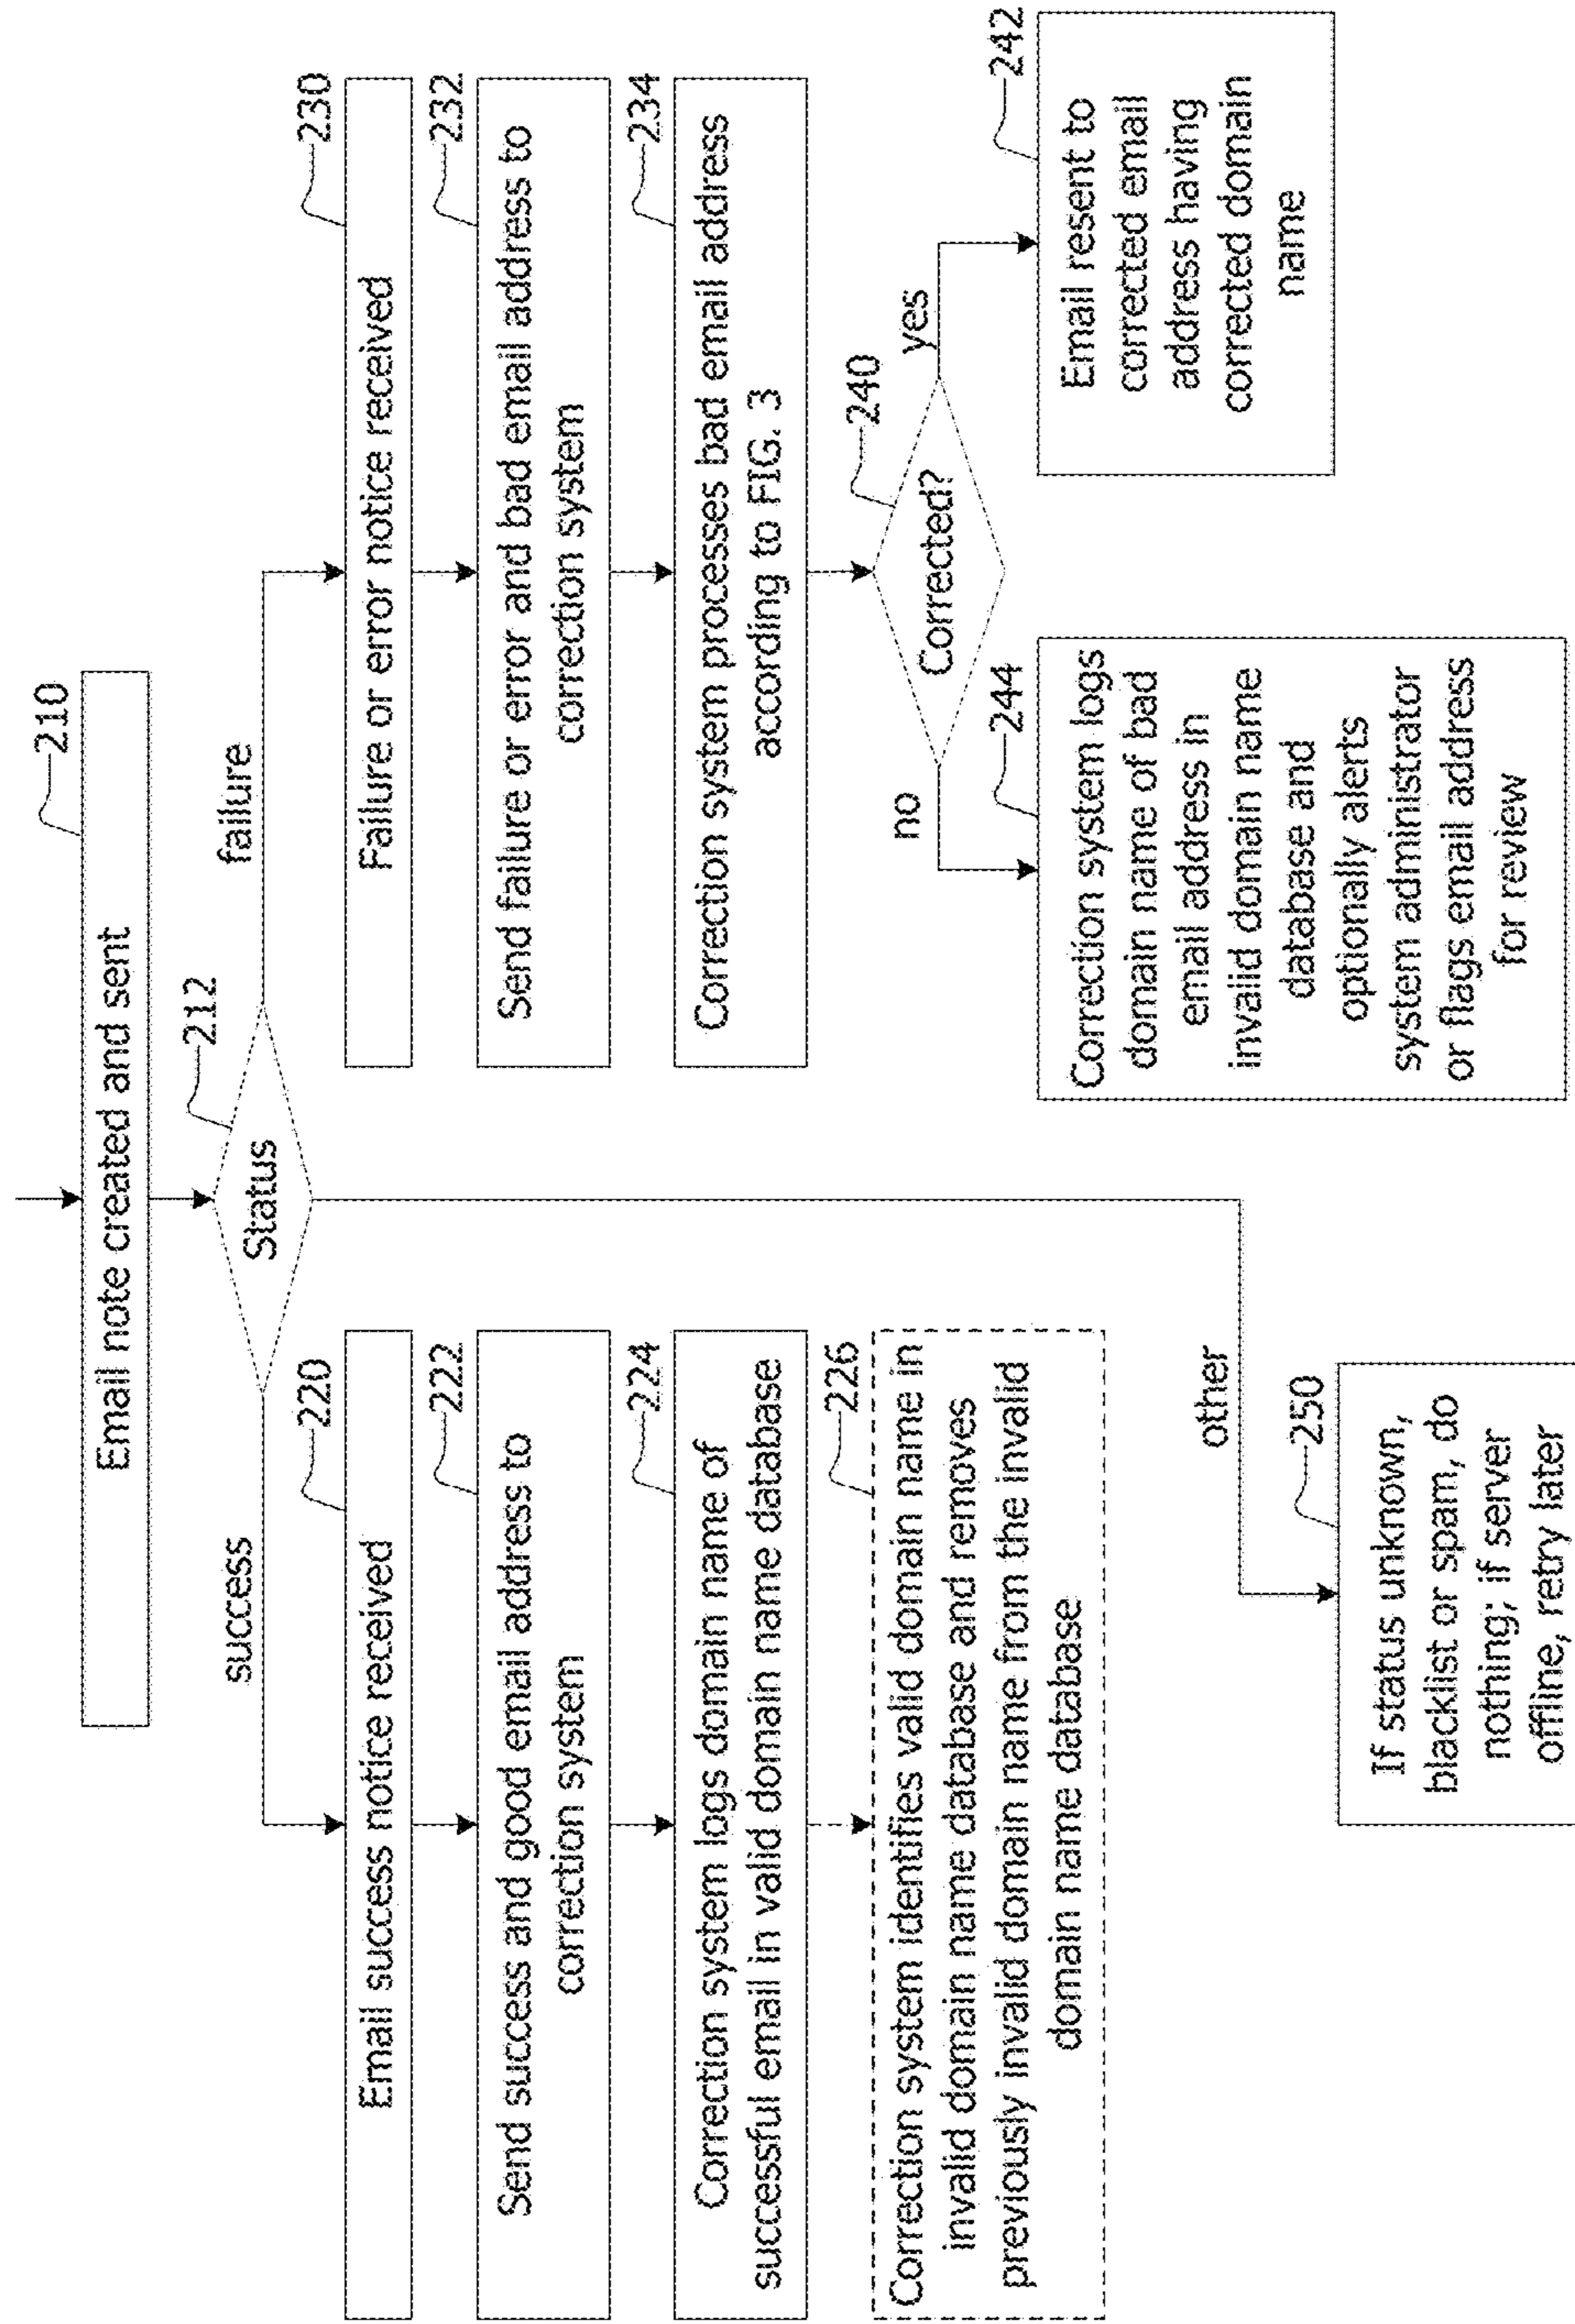 210
Email note created and sent
212
Status
success
failure
220
Email success notice received
222
Send success and good email address to
correction system
224
Correction system logs domain name of
successful email in valid domain name database
226
Correction system identifies valid domain name in
invalid domain name database and removes
previously invalid domain name from the invalid
domain name database
230
Failure or error notice received
232
Send failure or error and bad email address to
correction system
234
Correction system processes bad email address
according to FIG. 3
240
Corrected?
no
yes
244
Correction system logs
domain name of bad
email address in
invalid domain name
database and
optionally alerts
system administrator
or flags email address
for review
242
Email resent to
corrected email
address having
corrected domain
name
other
250
If status unknown,
blacklist or spam, do
nothing; if server
offline, retry later